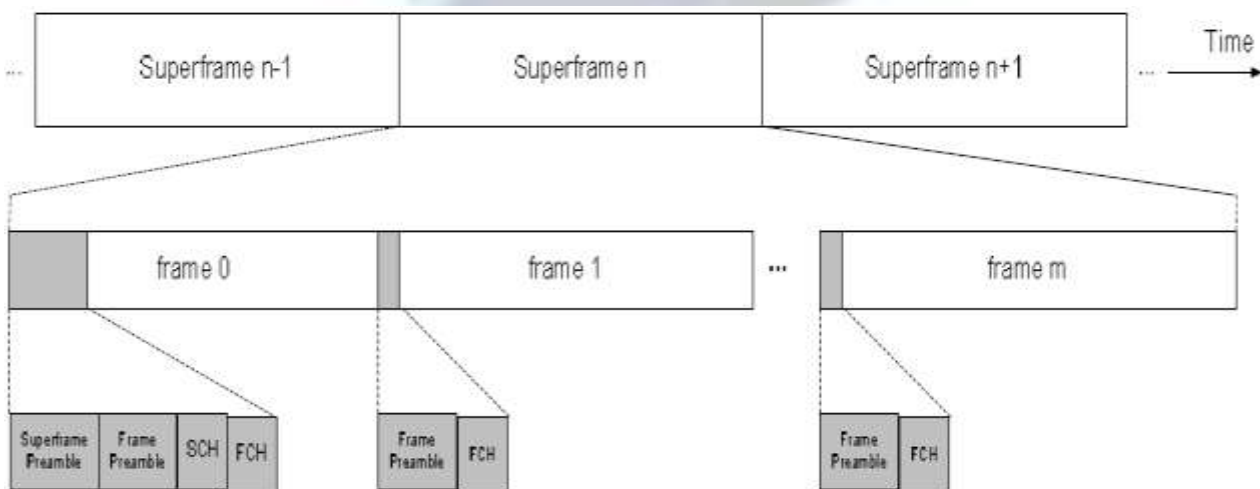 ... Superframe n-1 Superframe n Superframe n+1 ... Time
frame 0 frame 1 ... frame m
Superframe Preamble Frame Preamble SCH FCH Frame Preamble FCH Frame Preamble FCH